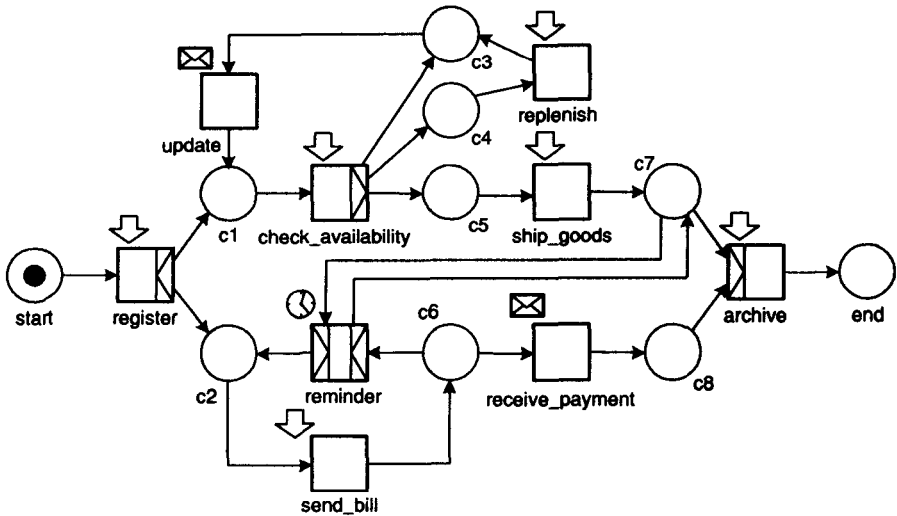 c3
replenish
c4
update
c7
c1
check_availability
c5
ship_goods
start
register
archive
end
c6
c2
reminder
receive_payment
c8
send_bill